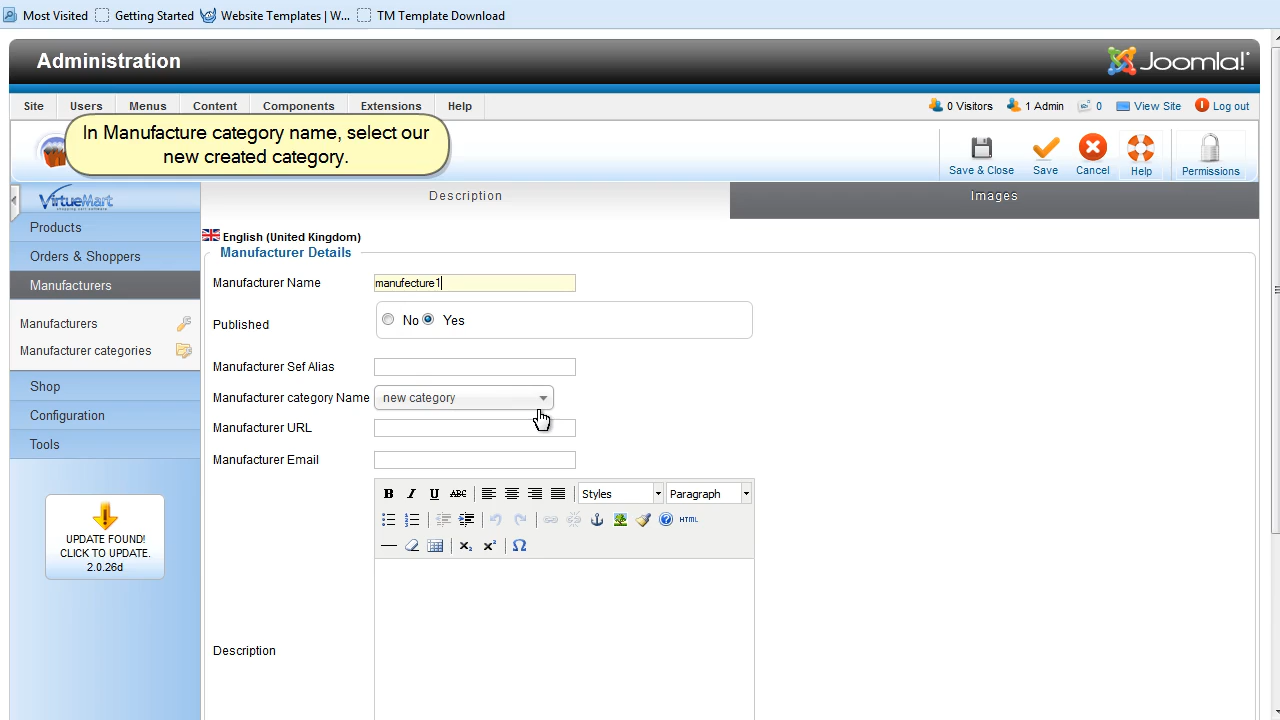 Most Visited Getting Started Website Templates | W... TM Template Download
Administration
Joomla!
Site Users Menus Content Components Extensions Help
0 Visitors 1 Admin 0 View Site Log out
In Manufacture category name, select our
new created category.
Save & Close Save Cancel Help Permissions
VirtueMart
Description Images
Products
Orders & Shoppers
Manufacturers
Manufacturers
Manufacturer categories
Shop
Configuration
Tools
UPDATE FOUND!
CLICK TO UPDATE.
2.0.26d
English (United Kingdom)
Manufacturer Details
Manufacturer Name manufecture1
Published No Yes
Manufacturer Sef Alias
Manufacturer category Name new category
Manufacturer URL
Manufacturer Email
B I U ABC Styles Paragraph
HTML
x₂ x² Ω
Description